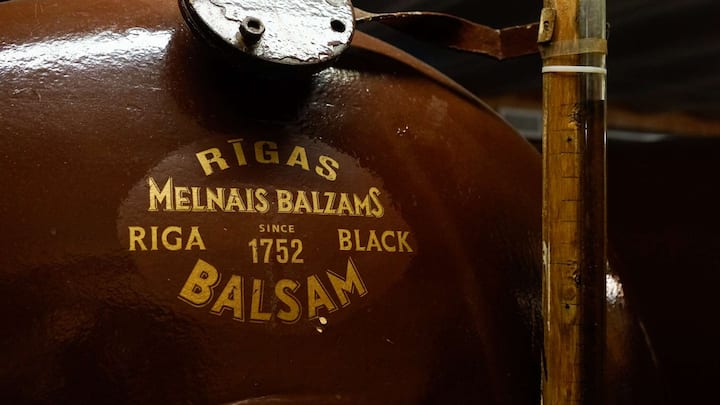 RĪGAS
MELNAIS BALZAMS
SINCE
RIGA 1752 BLACK
BALSAM